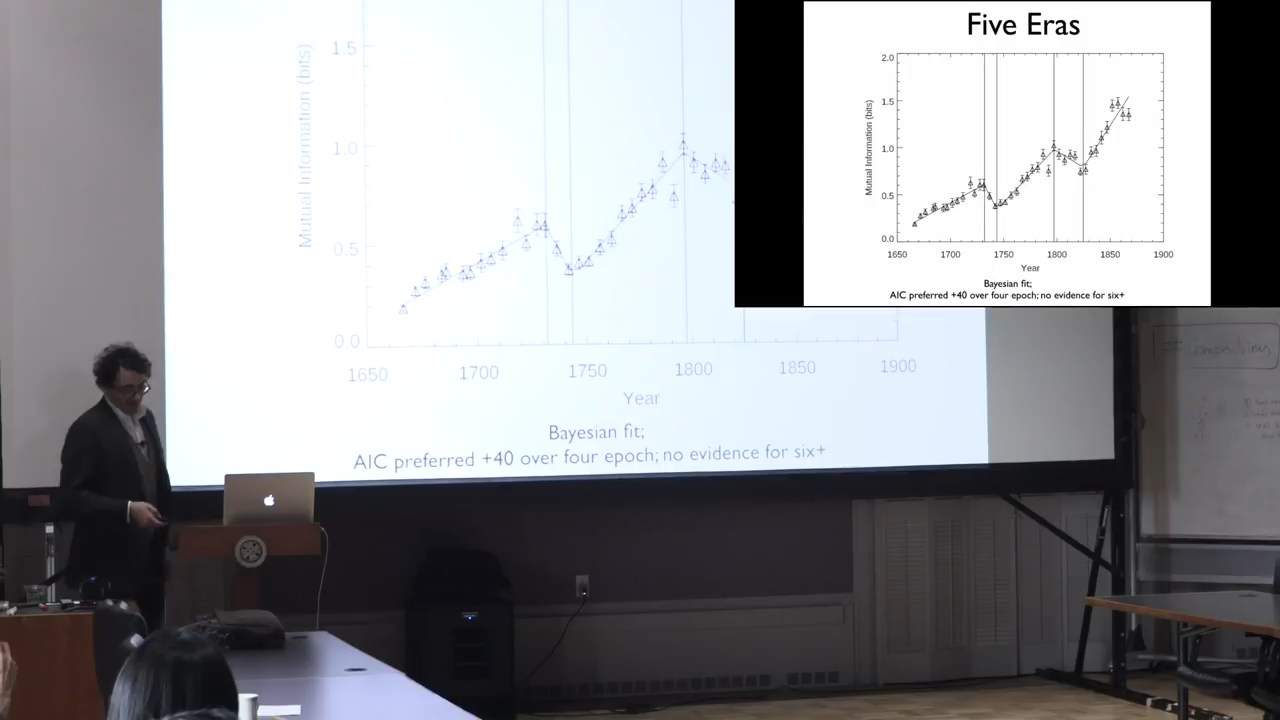 1.5
1.0
0.5
0.0
Mutual Information (bits)
1650 1700 1750 1800 1850 1900
Year
Bayesian fit;
AIC preferred +40 over four epoch; no evidence for six+
Five Eras
2.0
1.5
1.0
0.5
0.0
Mutual Information (bits)
1650 1700 1750 1800 1850 1900
Year
Bayesian fit;
AIC preferred +40 over four epoch; no evidence for six+